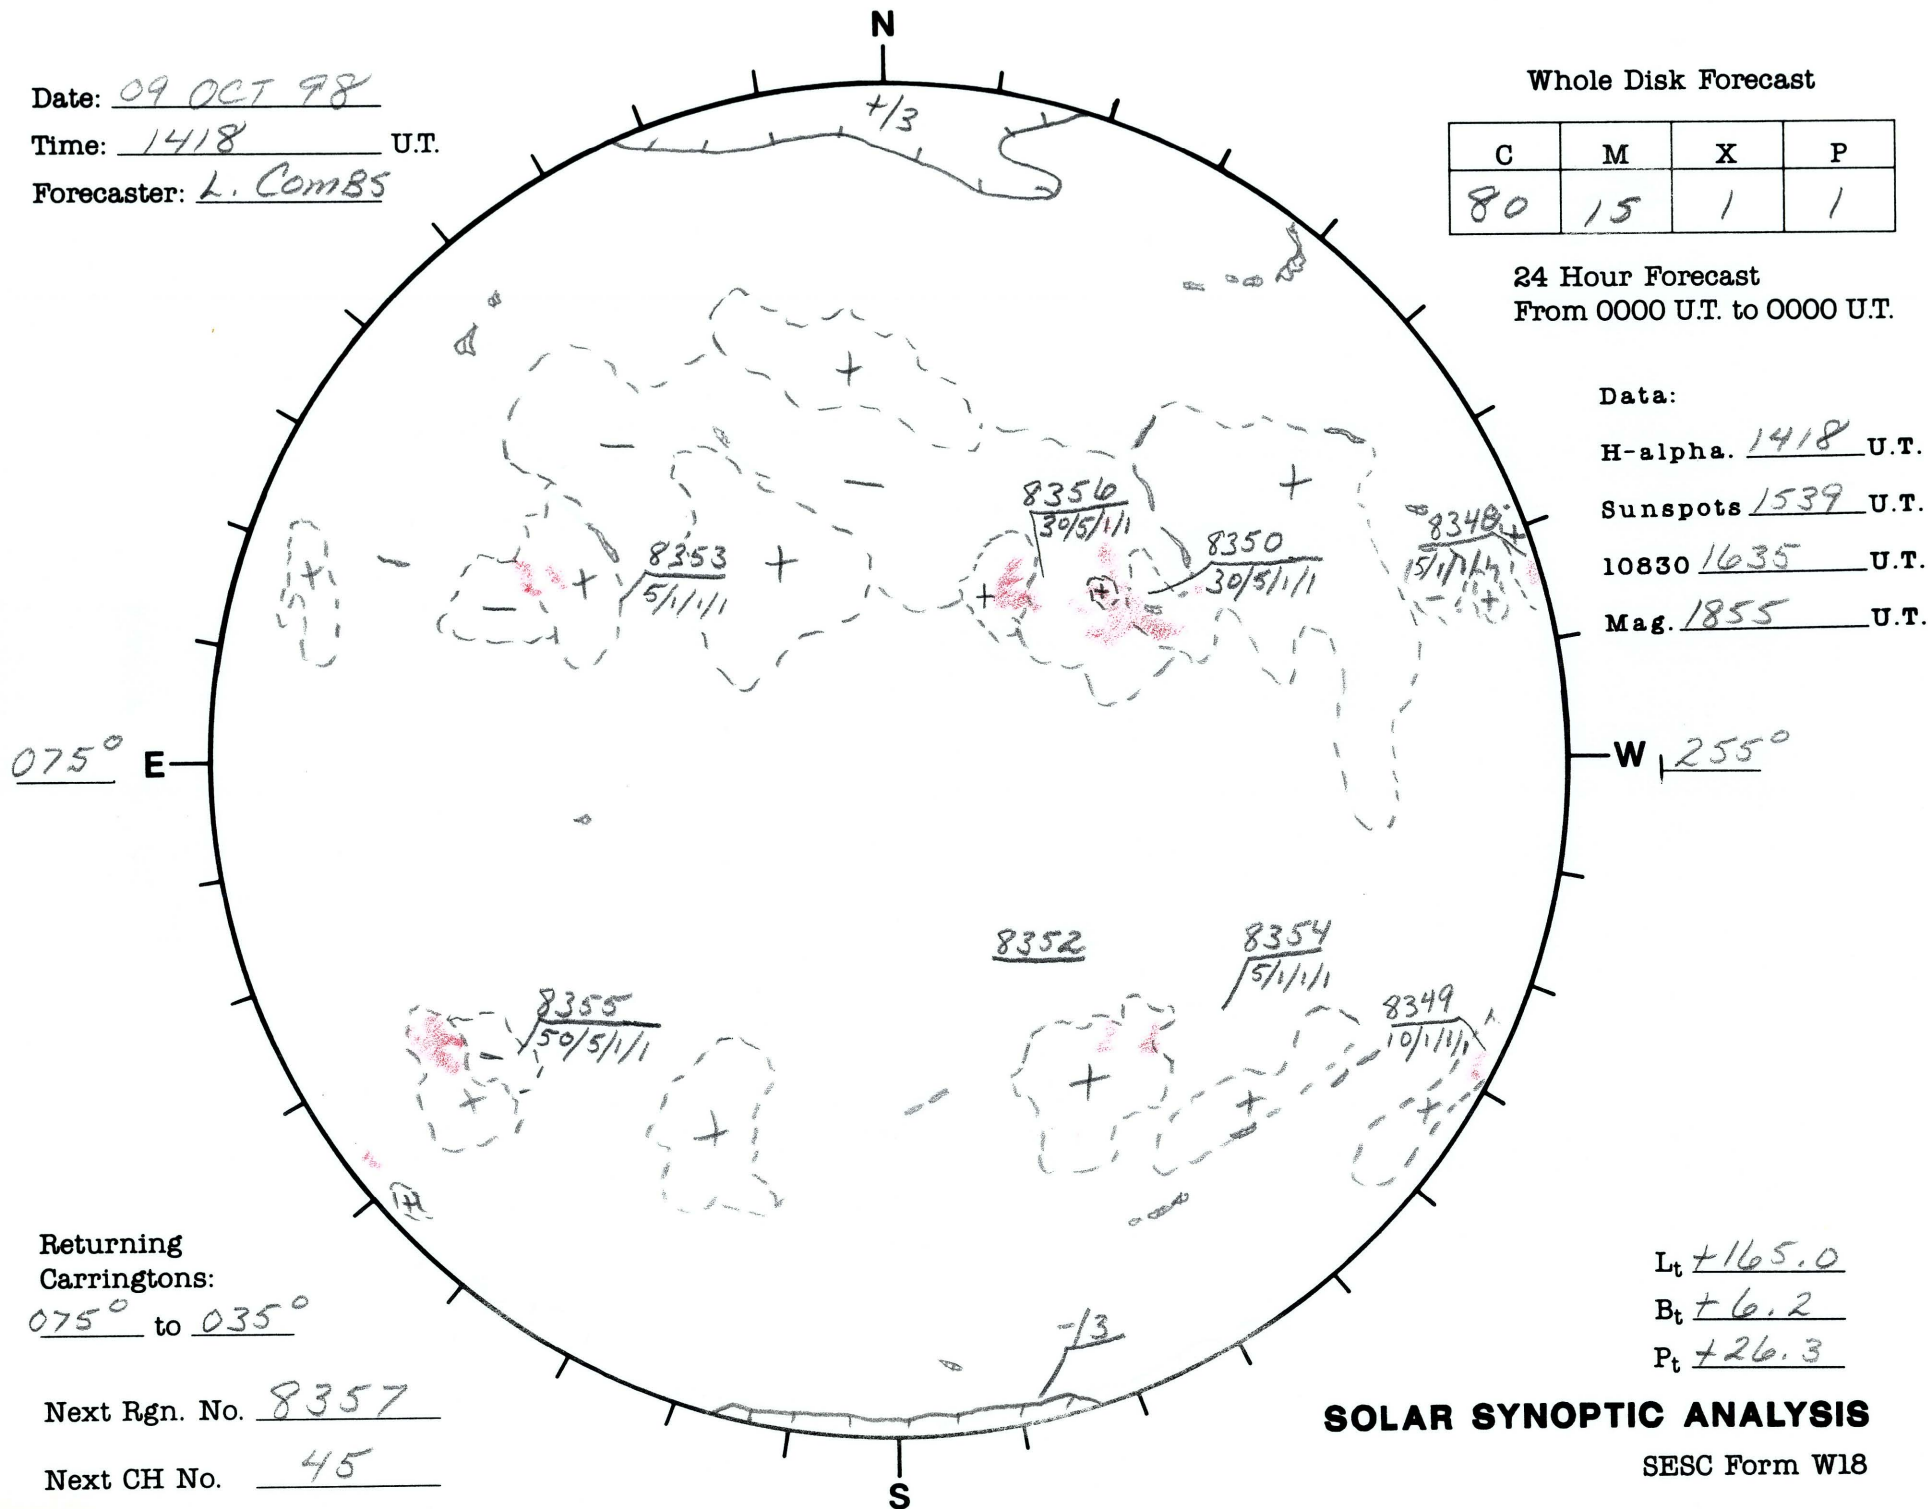 N
Date: 09 OCT 98
Time: 1418 U.T.
Forecaster: L. COMBS
Whole Disk Forecast
C M X P
80 15 1 1
24 Hour Forecast
From 0000 U.T. to 0000 U.T.
Data:
H-alpha. 1418 U.T.
Sunspots 1539 U.T.
10830 1635 U.T.
Mag. 1855 U.T.
+/3
+
+
8356
30/5/1/1
8350
30/5/1/1
8348
15/1/1/1
8353
5/1/1/1
075° E
W 255°
8352
8354
5/1/1/1
8349
10/1/1/1
8355
50/5/1/1
-/3
Returning
Carringtons:
075° to 035°
Next Rgn. No. 8357
Next CH No. 45
Lt +165.0
Bt +6.2
Pt +26.3
SOLAR SYNOPTIC ANALYSIS
SESC Form W18
S